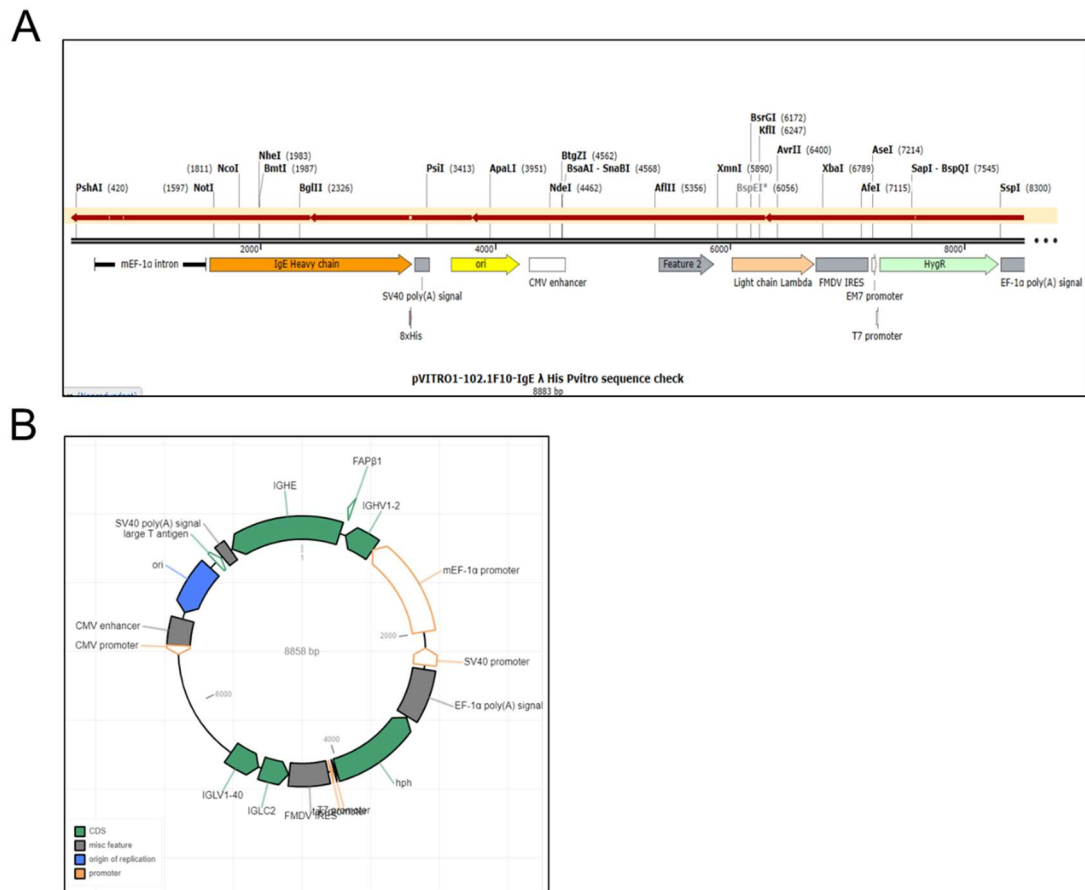 A
BsrGI (6172)
KflI (6247)
NheI (1983)
BtgZI (4562)
AvrII (6400)
AseI (7214)
(1811) NcoI
BmtI (1987)
PsiI (3413)
ApaLI (3951)
BsaAI - SnaBI (4568)
XmnI (5890)
XbaI (6789)
SapI - BspQI (7545)
PshAI (420)
(1597) NotI
BglII (2326)
NdeI (4462)
AflII (5356)
BspEI* (6056)
AfeI (7115)
SspI (8300)
2000
4000
6000
8000
mEF-1α intron
IgE Heavy chain
ori
CMV enhancer
Feature 2
Light chain Lambda
FMDV IRES
HygR
EF-1α poly(A) signal
SV40 poly(A) signal
EM7 promoter
8xHis
T7 promoter
pVITRO1-102.1F10-IgE λ His Pvitro sequence check
8883 bp
B
FAPβ1
IGHE
IGHV1-2
SV40 poly(A) signal
large T antigen
1
ori
mEF-1α promoter
CMV enhancer
2000
CMV promoter
8858 bp
SV40 promoter
6000
EF-1α poly(A) signal
4000
IGLV1-40
hph
IGLC2
T7 promoter
FMDV IRES
CDS
misc feature
origin of replication
promoter